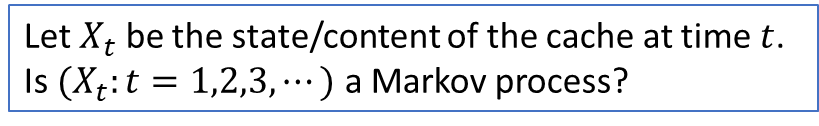 Let X_t be the state/content of the cache at time t.
Is (X_t: t = 1,2,3, ⋯ ) a Markov process?